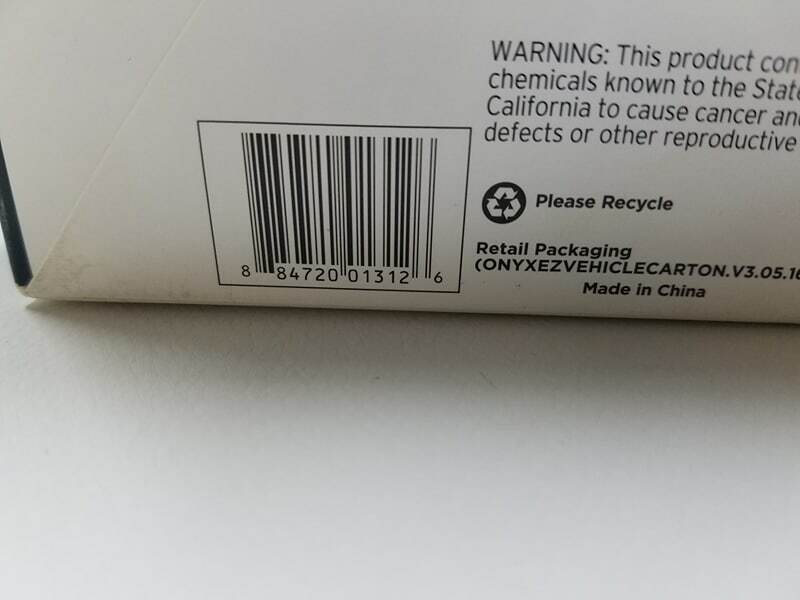 WARNING: This product con
chemicals known to the State
California to cause cancer an
defects or other reproductive
Please Recycle
Retail Packaging
(ONYXEZVEHICLECARTON.V3.05.16
Made in China
8 84720 01312 6